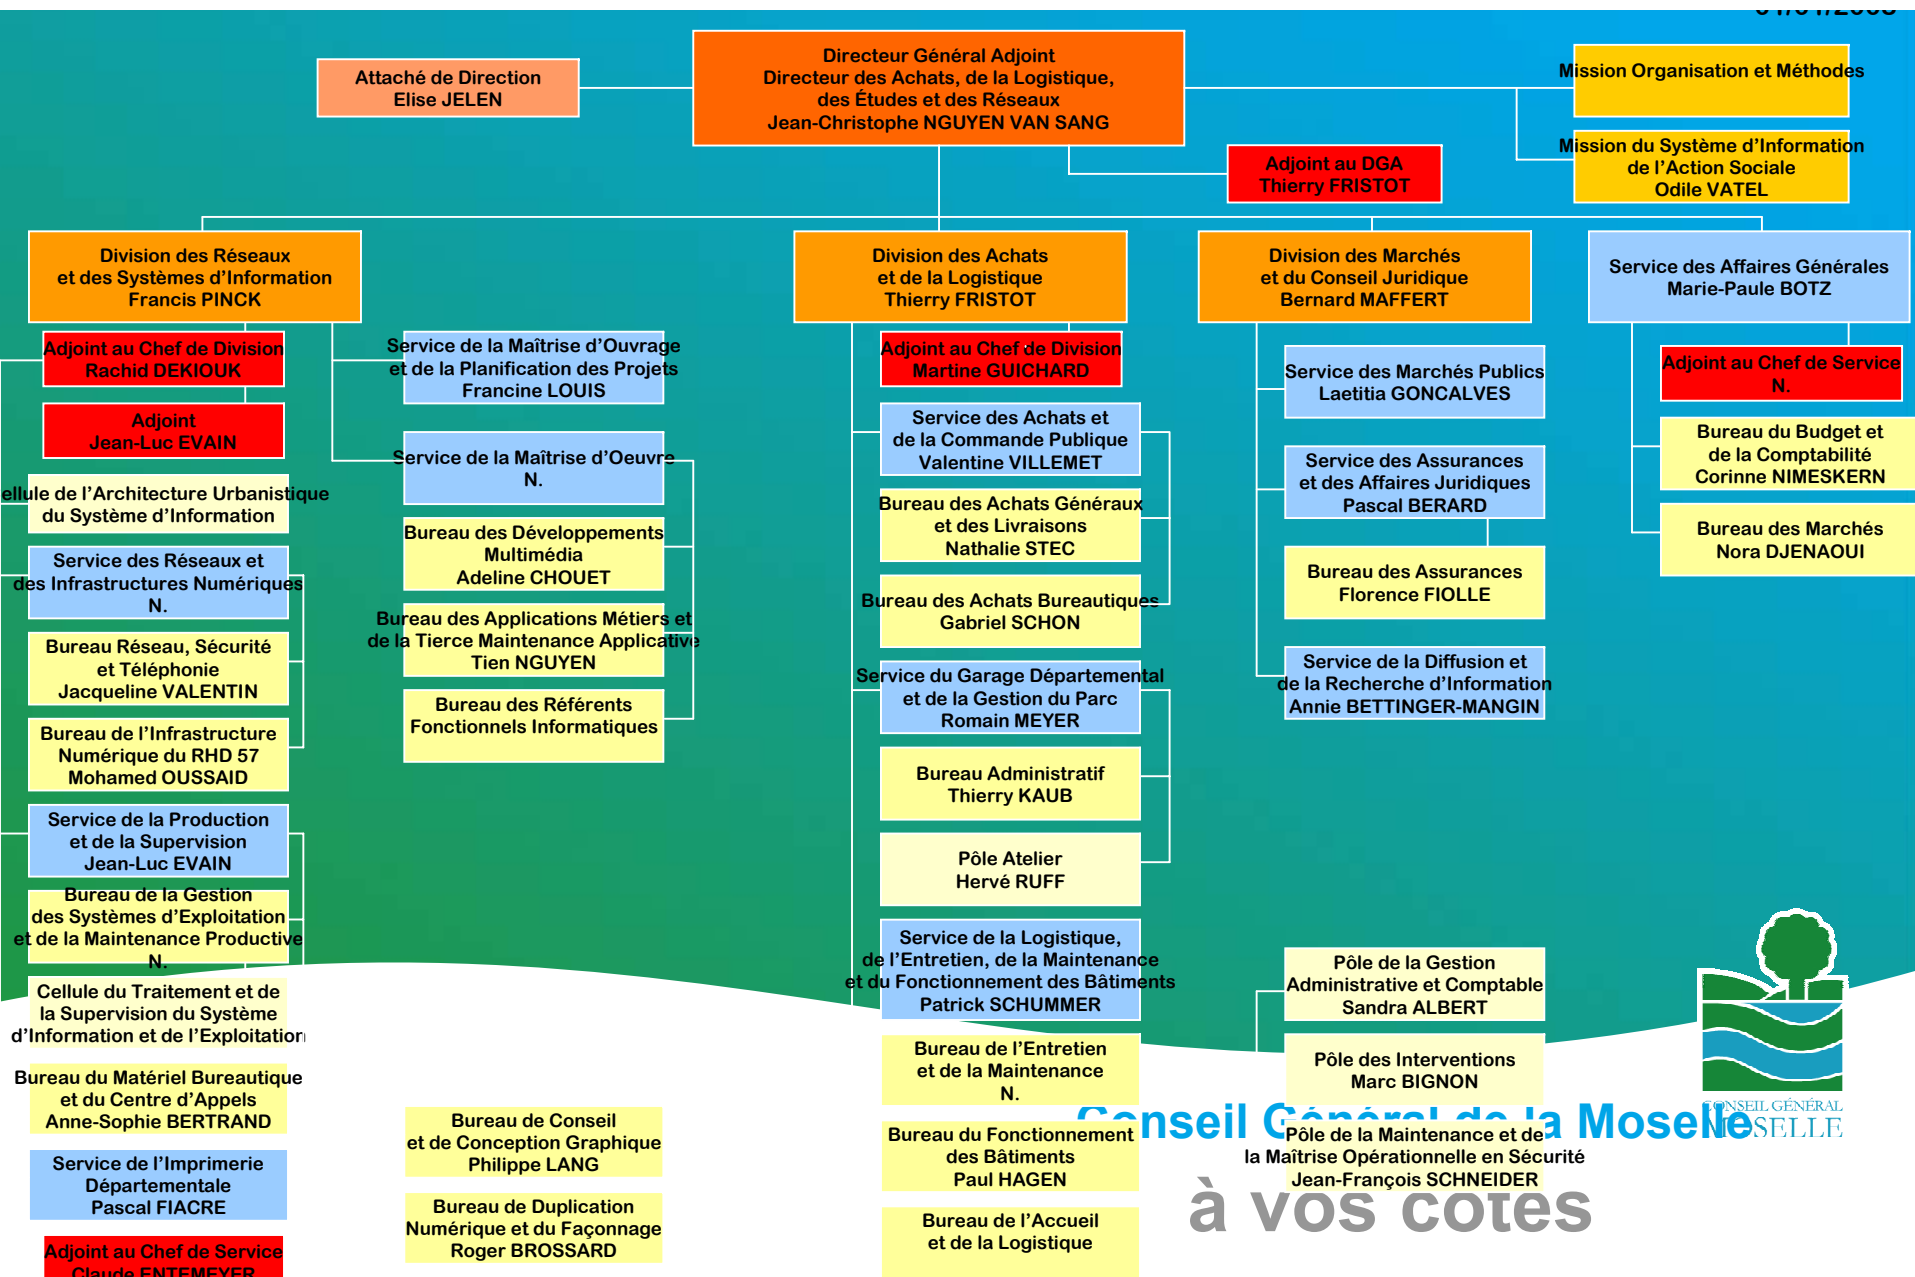 Directeur Général Adjoint
Directeur des Achats, de la Logistique,
des Études et des Réseaux
Jean-Christophe NGUYEN VAN SANG
Attaché de Direction
Elise JELEN
Mission Organisation et Méthodes
Mission du Système d'Information
de l'Action Sociale
Odile VATEL
Adjoint au DGA
Thierry FRISTOT
Division des Réseaux
et des Systèmes d'Information
Francis PINCK
Adjoint au Chef de Division
Rachid DEKIOUK
Adjoint
Jean-Luc EVAIN
de l'Architecture Urbanistique
du Système d'Information
Service des Réseaux et
des Infrastructures Numériques
N.
Bureau Réseau, Sécurité
et Téléphonie
Jacqueline VALENTIN
Bureau de l'Infrastructure
Numérique du RHD 57
Mohamed OUSSAID
Service de la Production
et de la Supervision
Jean-Luc EVAIN
Bureau de la Gestion
des Systèmes d'Exploitation
et de la Maintenance Productive
N.
Cellule du Traitement et de
la Supervision du Système
d'Information et de l'Exploitation
Bureau du Matériel Bureautique
et du Centre d'Appels
Anne-Sophie BERTRAND
Service de l'Imprimerie
Départementale
Pascal FIACRE
Adjoint au Chef de Service
Claude ENTEMEYER
Service de la Maîtrise d'Ouvrage
et de la Planification des Projets
Francine LOUIS
Service de la Maîtrise d'Oeuvre
N.
Bureau des Développements
Multimédia
Adeline CHOUET
Bureau des Applications Métiers et
de la Tierce Maintenance Applicative
Tien NGUYEN
Bureau des Référents
Fonctionnels Informatiques
Bureau de Conseil
et de Conception Graphique
Philippe LANG
Bureau de Duplication
Numérique et du Façonnage
Roger BROSSARD
Division des Achats
et de la Logistique
Thierry FRISTOT
Adjoint au Chef de Division
Martine GUICHARD
Service des Achats et
de la Commande Publique
Valentine VILLEMET
Bureau des Achats Généraux
et des Livraisons
Nathalie STEC
Bureau des Achats Bureautiques
Gabriel SCHON
Service du Garage Départemental
et de la Gestion du Parc
Romain MEYER
Bureau Administratif
Thierry KAUB
Pôle Atelier
Hervé RUFF
Service de la Logistique,
de l'Entretien, de la Maintenance
et du Fonctionnement des Bâtiments
Patrick SCHUMMER
Bureau de l'Entretien
et de la Maintenance
N.
Bureau du Fonctionnement
des Bâtiments
Paul HAGEN
Bureau de l'Accueil
et de la Logistique
Division des Marchés
et du Conseil Juridique
Bernard MAFFERT
Service des Marchés Publics
Laetitia GONCALVES
Service des Assurances
et des Affaires Juridiques
Pascal BERARD
Bureau des Assurances
Florence FIOLLE
Service de la Diffusion et
de la Recherche d'Information
Annie BETTINGER-MANGIN
Pôle de la Gestion
Administrative et Comptable
Sandra ALBERT
Pôle des Interventions
Marc BIGNON
Pôle de la Maintenance et de
la Maîtrise Opérationnelle en Sécurité
Jean-François SCHNEIDER
Service des Affaires Générales
Marie-Paule BOTZ
Adjoint au Chef de Service
N.
Bureau du Budget et
de la Comptabilité
Corinne NIMESKERN
Bureau des Marchés
Nora DJENAOUI
Conseil Général de la Moselle
à vos cotes
CONSEIL GÉNÉRAL
MOSELLE